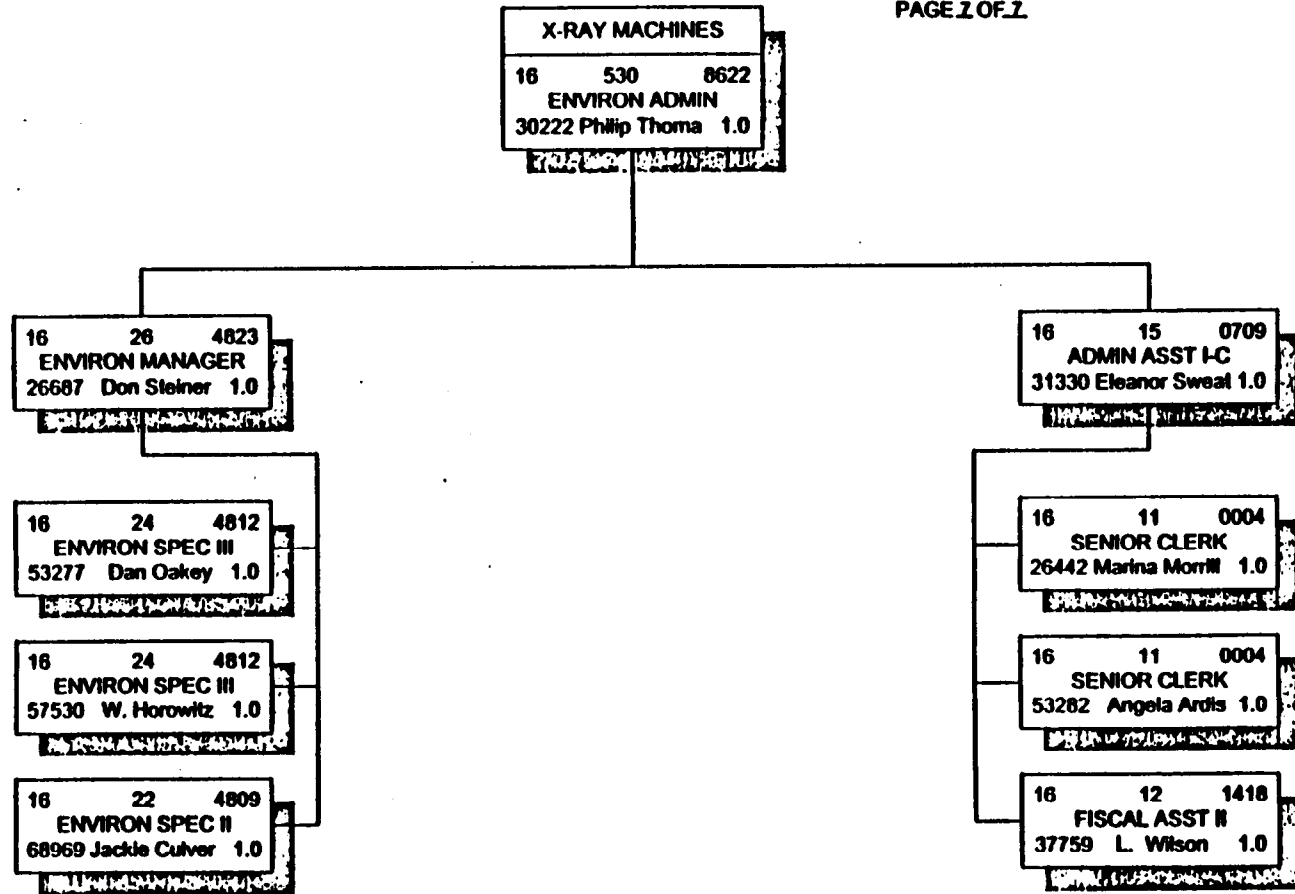 PAGE 7 OF 7
X-RAY MACHINES
16 530 8622
ENVIRON ADMIN
30222 Philip Thoma 1.0
16 26 4823
ENVIRON MANAGER
26687 Don Steiner 1.0
16 24 4812
ENVIRON SPEC III
53277 Dan Oakey 1.0
16 24 4812
ENVIRON SPEC III
57530 W. Horowitz 1.0
16 22 4809
ENVIRON SPEC II
68969 Jackie Culver 1.0
16 15 0709
ADMIN ASST I-C
31330 Eleanor Sweat 1.0
16 11 0004
SENIOR CLERK
26442 Marina Morrill 1.0
16 11 0004
SENIOR CLERK
53282 Angela Ardis 1.0
16 12 1418
FISCAL ASST II
37759 L. Wilson 1.0